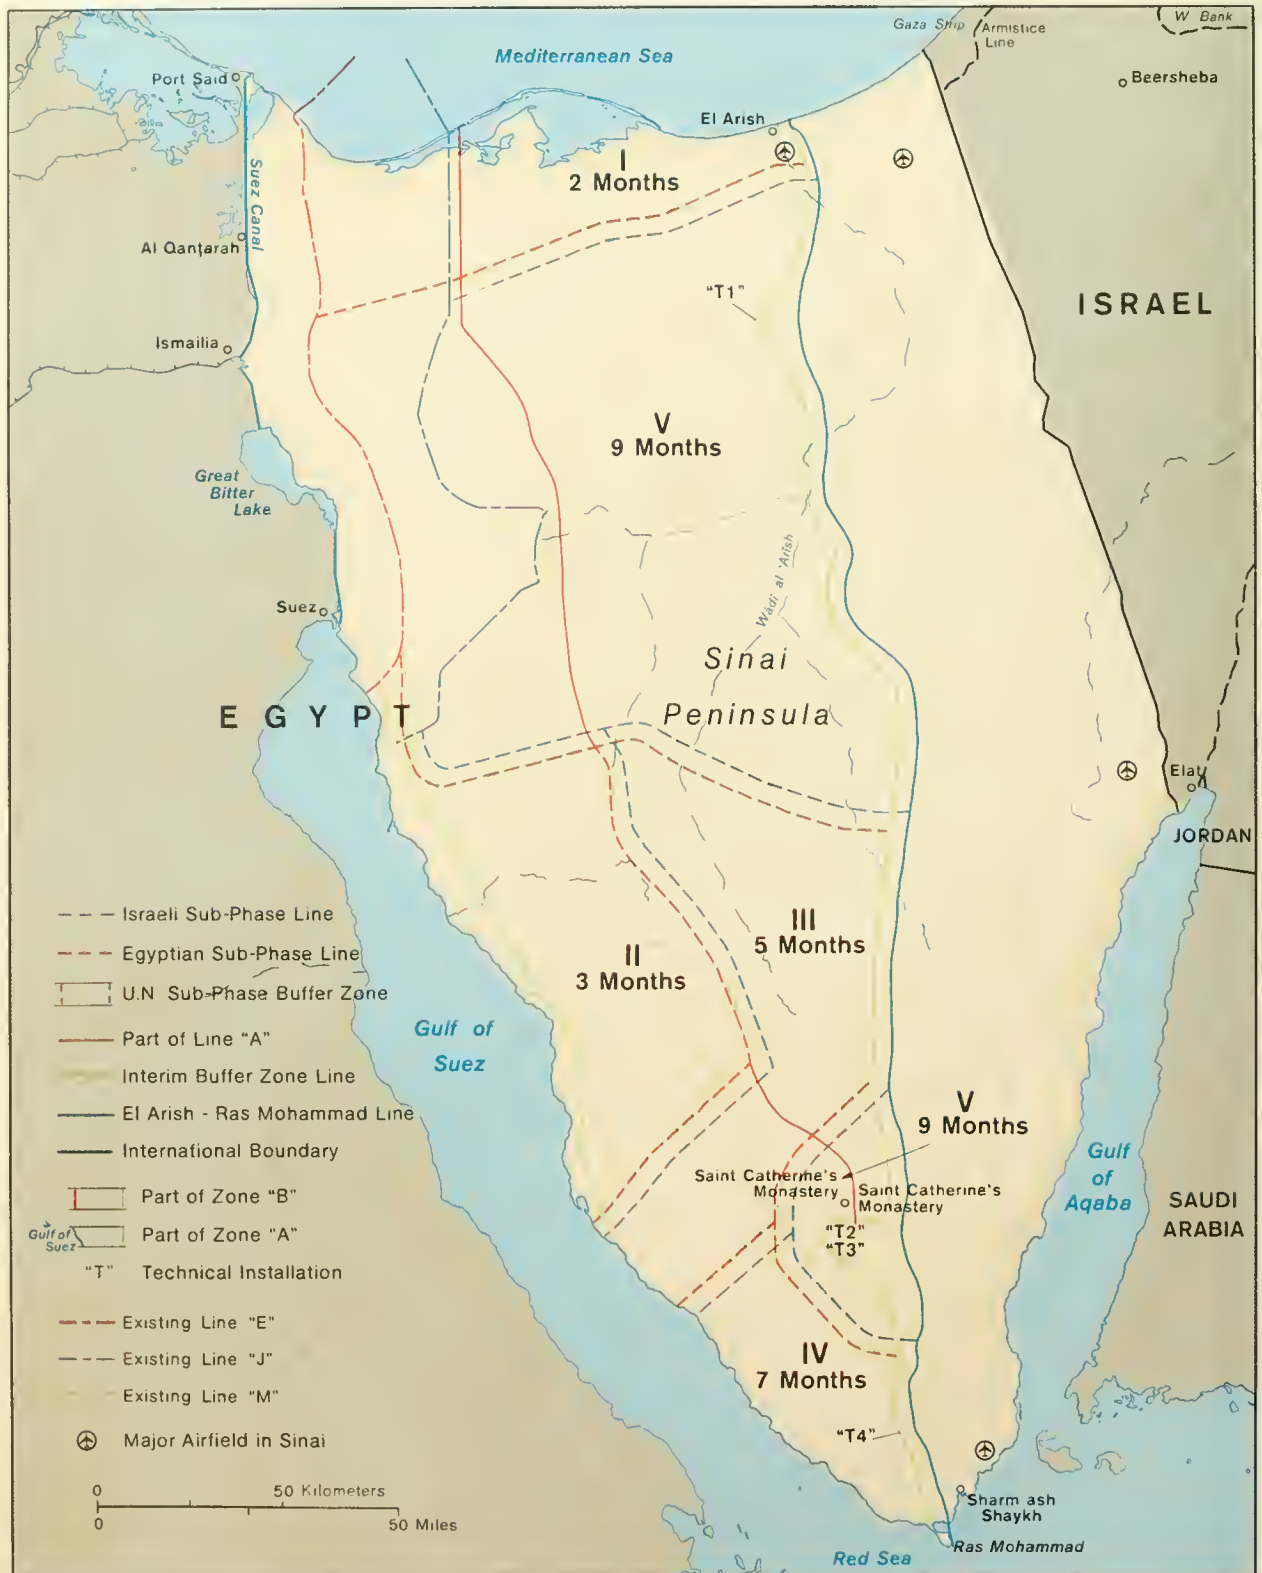 Mediterranean Sea
Gaza Strip
Armistice
Line
W Bank
Port Said
Beersheba
El Arish
Suez Canal
I
2 Months
Al Qanṭarah
"T1"
ISRAEL
Ismailia
V
9 Months
Great
Bitter
Lake
Wādī al 'Arīsh
Suez
Sinai
Peninsula
EGYPT
Elat
JORDAN
III
5 Months
II
3 Months
Gulf of
Suez
V
9 Months
Gulf
of
Aqaba
Saint Catherine's
Monastery
Saint Catherine's
Monastery
SAUDI
ARABIA
"T2"
"T3"
IV
7 Months
"T4"
Sharm ash
Shaykh
Ras Mohammad
Red Sea
Israeli Sub-Phase Line
Egyptian Sub-Phase Line
U.N Sub-Phase Buffer Zone
Part of Line "A"
Interim Buffer Zone Line
El Arish - Ras Mohammad Line
International Boundary
Part of Zone "B"
Gulf of
Suez
Part of Zone "A"
"T" Technical Installation
Existing Line "E"
Existing Line "J"
Existing Line "M"
Major Airfield in Sinai
0 50 Kilometers
0 50 Miles